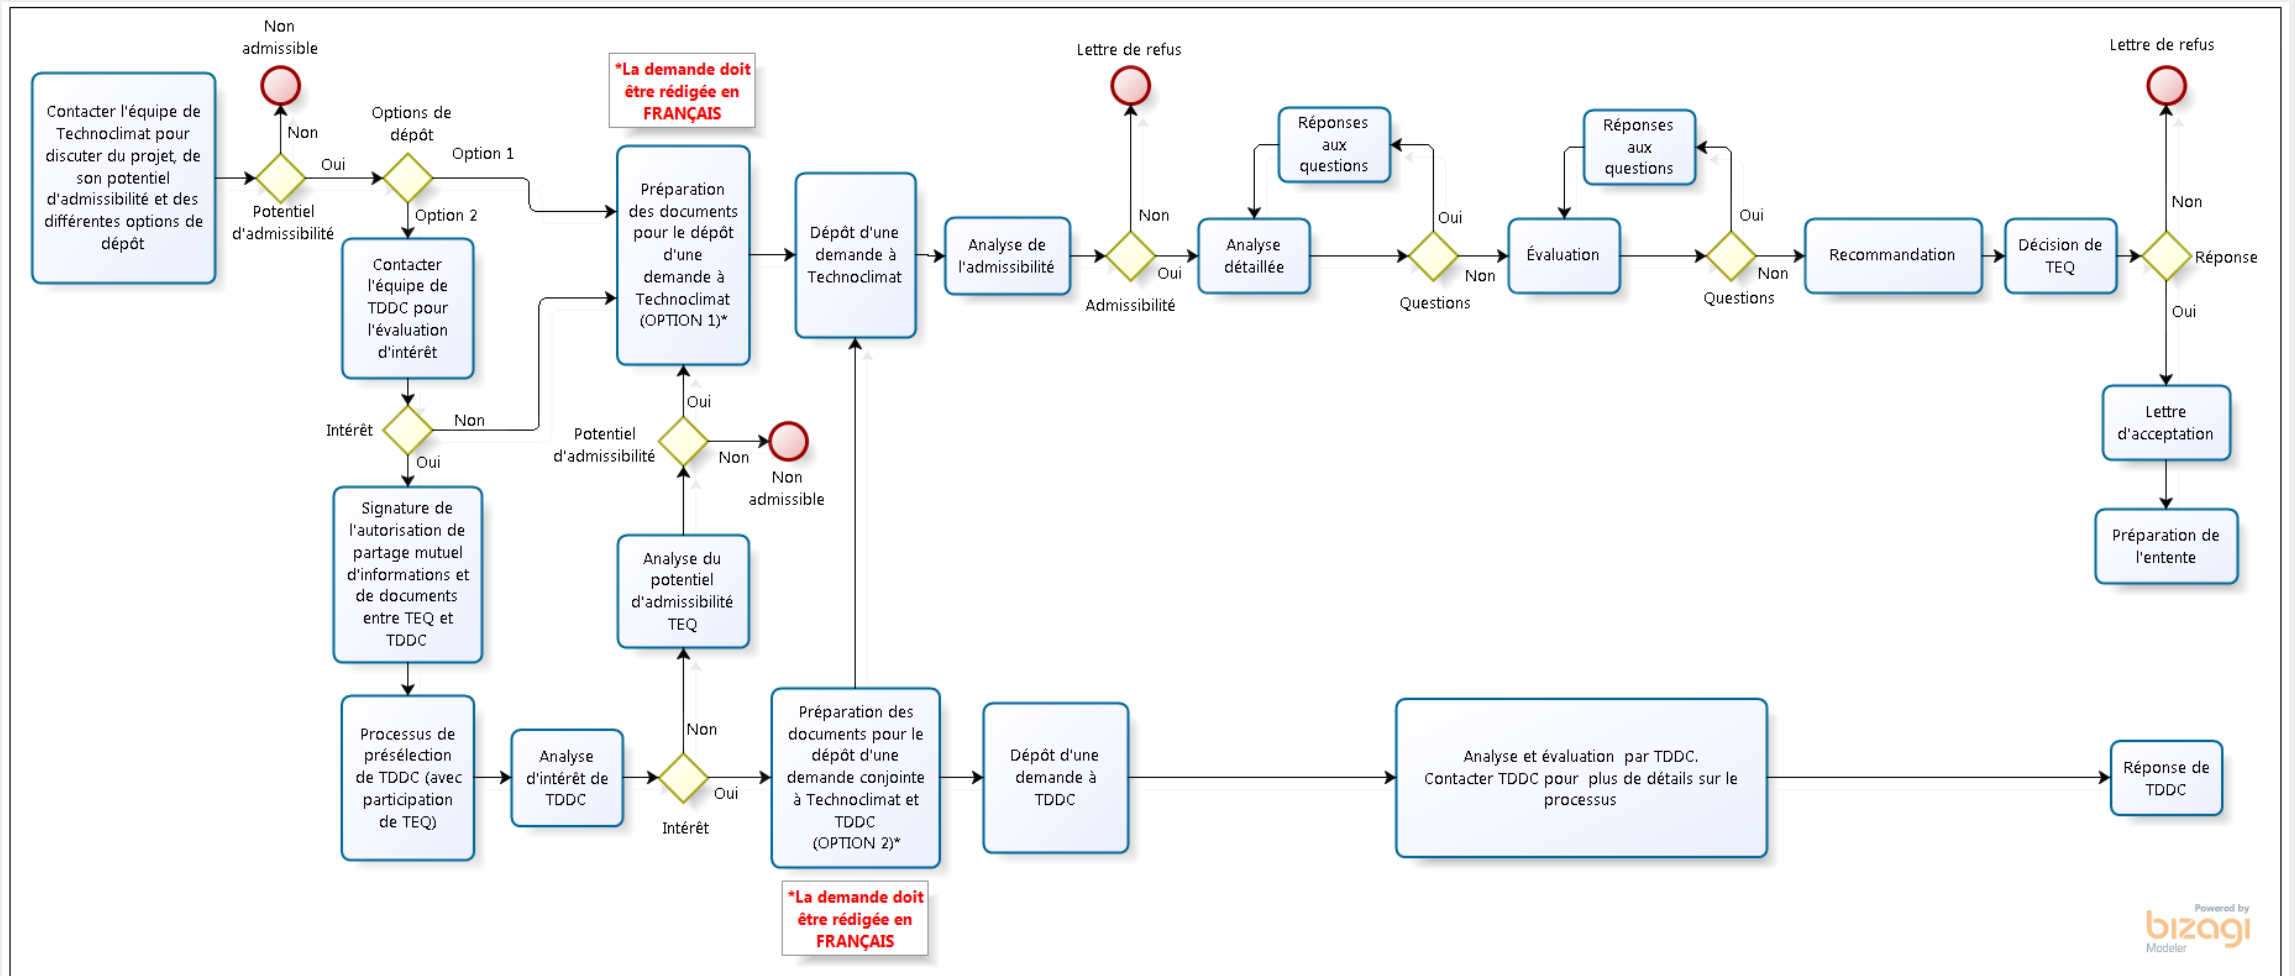 Contacter l'équipe de
Technoclimat pour
discuter du projet, de
son potentiel
d'admissibilité et des
différentes options de
dépôt
Non
admissible
Non
Oui
Potentiel
d'admissibilité
Options de
dépôt
Option 1
Option 2
Contacter
l'équipe de
TDDC pour
l'évaluation
d'intérêt
Intérêt
Non
Oui
Signature de
l'autorisation de
partage mutuel
d'informations et
de documents
entre TEQ et
TDDC
Processus de
présélection
de TDDC (avec
participation
de TEQ)
Analyse
d'intérêt de
TDDC
Intérêt
Non
Oui
Analyse du
potentiel
d'admissibilité
TEQ
Potentiel
d'admissibilité
Oui
Non
Non
admissible
*La demande doit
être rédigée en
FRANÇAIS
Préparation
des documents
pour le dépôt
d'une
demande à
Technoclimat
(OPTION 1)*
Dépôt d'une
demande à
Technoclimat
Analyse de
l'admissibilité
Lettre de refus
Non
Oui
Admissibilité
Analyse
détaillée
Réponses
aux
questions
Oui
Non
Questions
Évaluation
Réponses
aux
questions
Oui
Non
Questions
Recommandation
Décision de
TEQ
Lettre de refus
Non
Réponse
Oui
Lettre
d'acceptation
Préparation de
l'entente
Préparation des
documents pour le
dépôt d'une
demande conjointe
à Technoclimat et
TDDC
(OPTION 2)*
*La demande doit
être rédigée en
FRANÇAIS
Dépôt d'une
demande à
TDDC
Analyse et évaluation par TDDC.
Contacter TDDC pour plus de détails sur le
processus
Réponse de
TDDC
Powered by
bizagi
Modeler